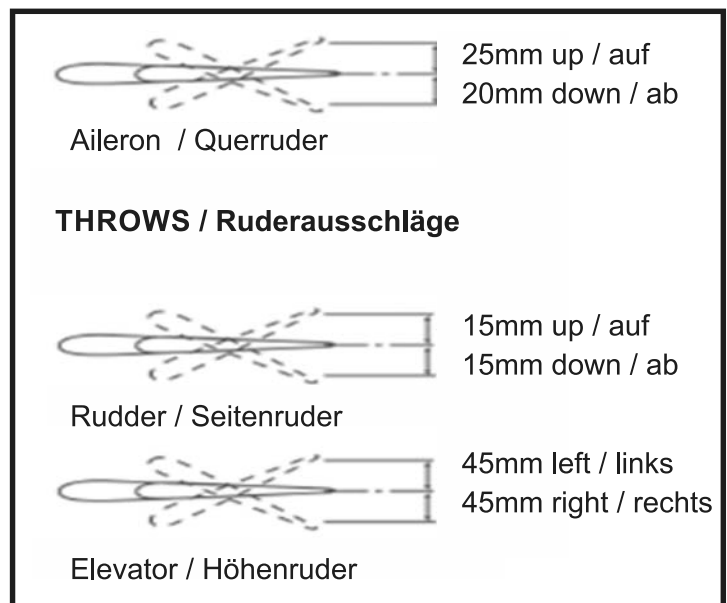 25mm up / auf
20mm down / ab
Aileron / Querruder
THROWS / Ruderausschläge
15mm up / auf
15mm down / ab
Rudder / Seitenruder
45mm left / links
45mm right / rechts
Elevator / Höhenruder